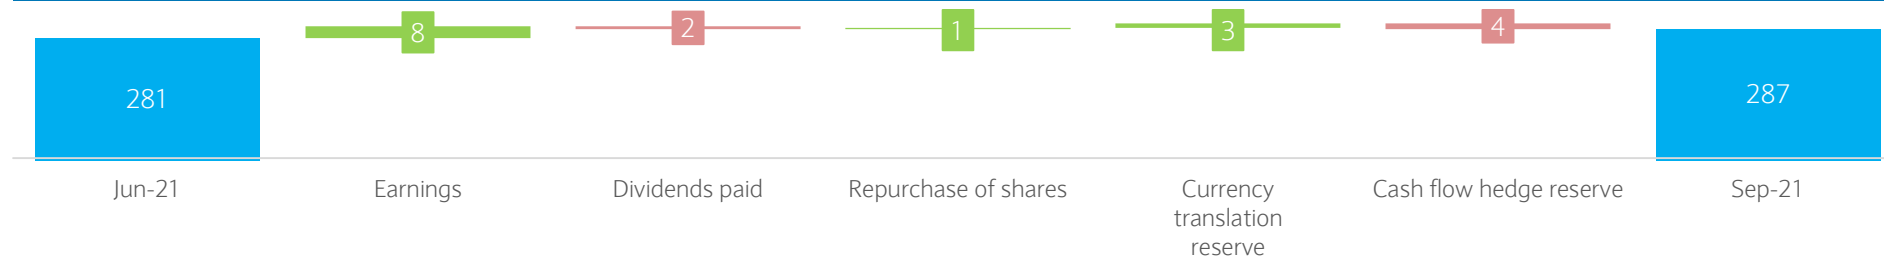 8
2
1
3
4
281
287
Jun-21
Earnings
Dividends paid
Repurchase of shares
Currency
translation
reserve
Cash flow hedge reserve
Sep-21